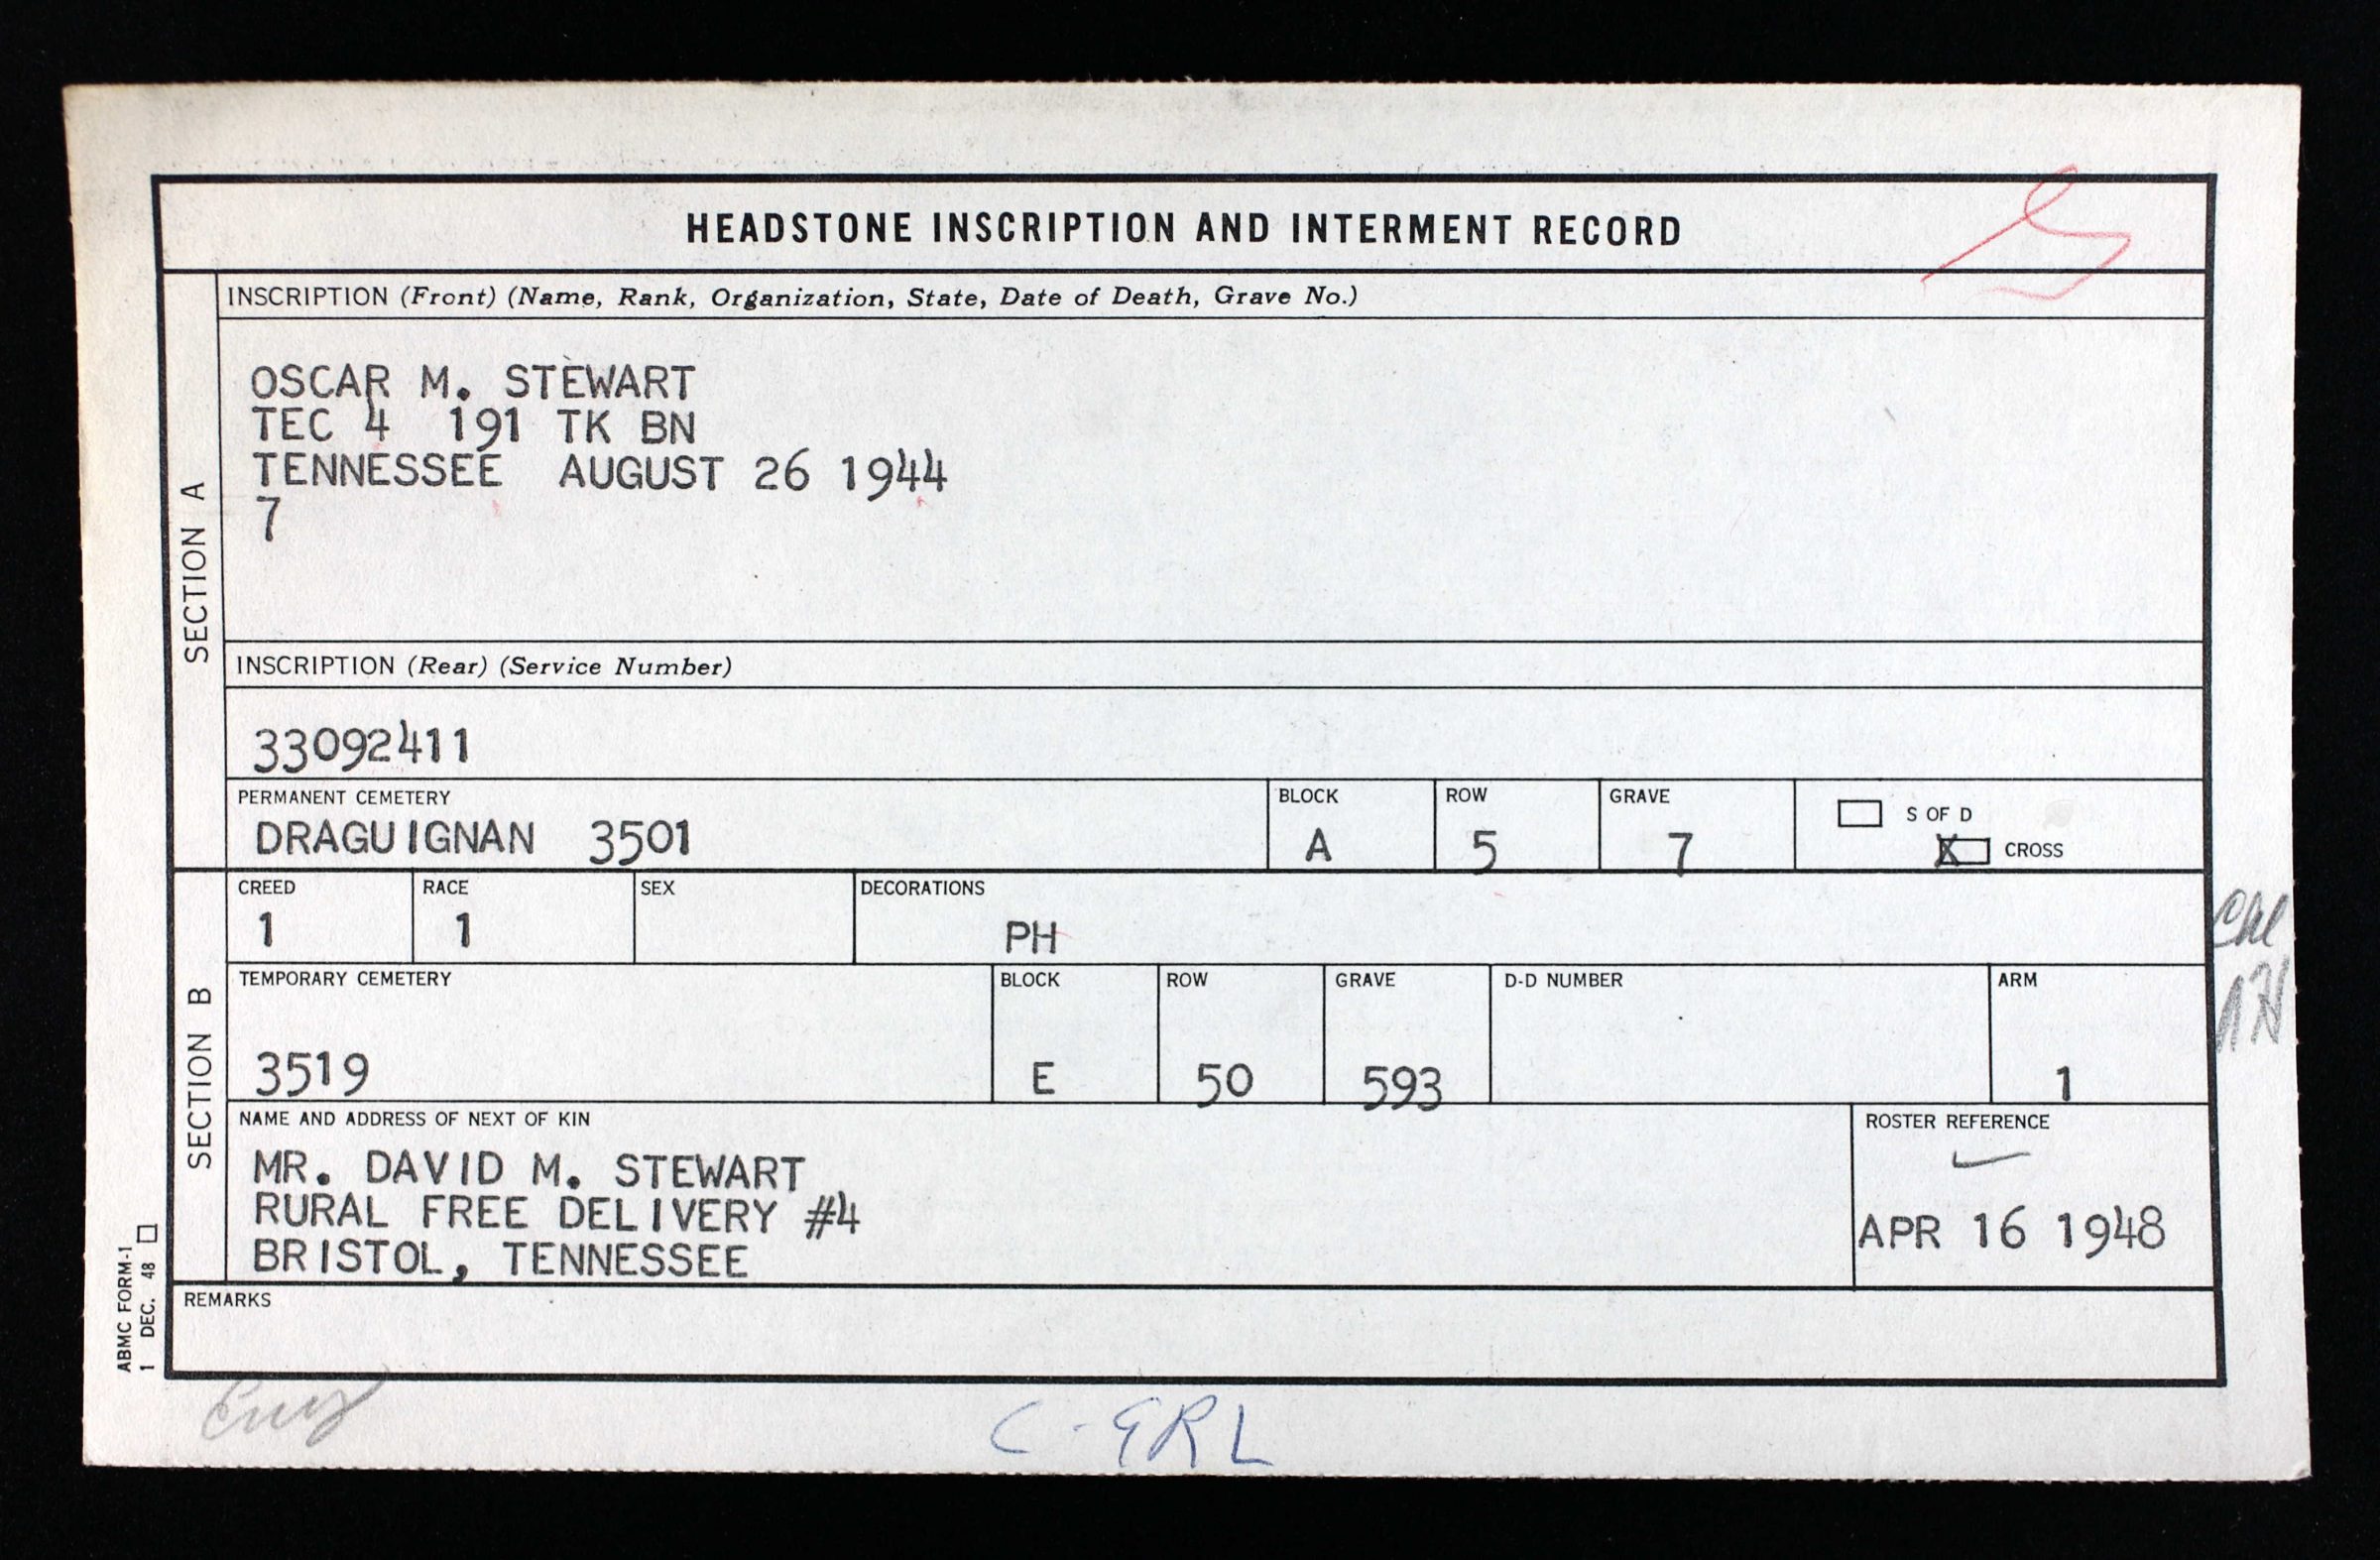 HEADSTONE INSCRIPTION AND INTERMENT RECORD
SECTION A
INSCRIPTION (Front) (Name, Rank, Organization, State, Date of Death, Grave No.)
OSCAR M. STEWART
TEC 4 191 TK BN
TENNESSEE AUGUST 26 1944
7
INSCRIPTION (Rear) (Service Number)
33092411
PERMANENT CEMETERY BLOCK ROW GRAVE
S OF D
DRAGUIGNAN 3501 A 5 7 X CROSS
SECTION B
CREED RACE SEX DECORATIONS
1 1 PH
TEMPORARY CEMETERY BLOCK ROW GRAVE D-D NUMBER ARM
3519 E 50 593 1
NAME AND ADDRESS OF NEXT OF KIN ROSTER REFERENCE
MR. DAVID M. STEWART
RURAL FREE DELIVERY #4
BRISTOL, TENNESSEE
APR 16 1948
REMARKS
ABMC FORM-1
1 DEC. 48
C-GRL